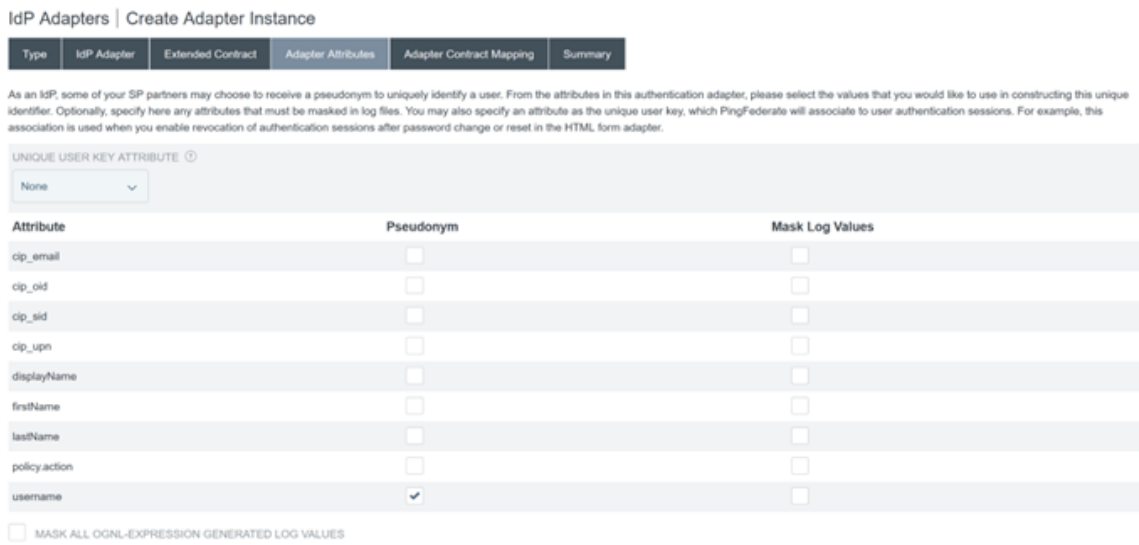 IdP Adapters | Create Adapter Instance
Type IdP Adapter Extended Contract Adapter Attributes Adapter Contract Mapping Summary
As an IdP, some of your SP partners may choose to receive a pseudonym to uniquely identify a user. From the attributes in this authentication adapter, please select the values that you would like to use in constructing this unique
identifier. Optionally, specify here any attributes that must be masked in log files. You may also specify an attribute as the unique user key, which PingFederate will associate to user authentication sessions. For example, this
association is used when you enable revocation of authentication sessions after password change or reset in the HTML form adapter.
UNIQUE USER KEY ATTRIBUTE ?
None
Attribute Pseudonym Mask Log Values
cip_email
cip_oid
cip_sid
cip_upn
displayName
firstName
lastName
policy.action
username
MASK ALL OGNL-EXPRESSION GENERATED LOG VALUES